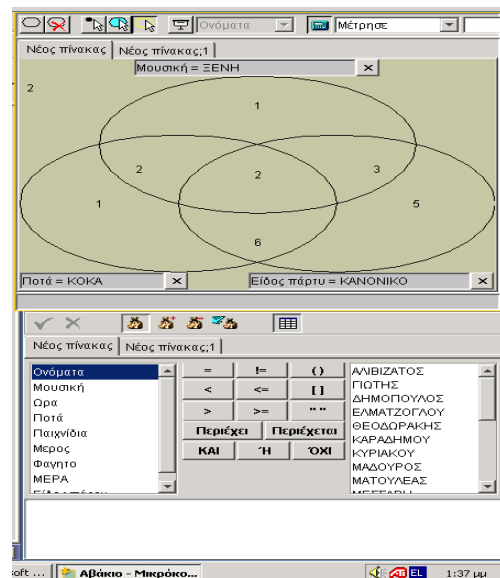 Ονόματα Μέτρησε
Νέος πίνακας Νέος πίνακας;1
Μουσική = ΞΕΝΗ
2
1
2 2 3
1 5
6
Ποτά = ΚΟΚΑ Είδος πάρτυ = ΚΑΝΟΝΙΚΟ
Νέος πίνακας Νέος πίνακας;1
Ονόματα
Μουσική
Ωρα
Ποτά
Παιχνίδια
Μερος
Φαγητο
ΜΕΡΑ
= != ( )
< <= [ ]
> >= " "
Περιέχει Περιέχεται
ΚΑΙ Ή ΌΧΙ
ΑΛΙΒΙΖΑΤΟΣ
ΓΙΩΤΗΣ
ΔΗΜΟΠΟΥΛΟΣ
ΕΛΜΑΤΖΟΓΛΟΥ
ΘΕΟΔΩΡΑΚΗΣ
ΚΑΡΑΔΗΜΟΥ
ΚΥΡΙΑΚΟΥ
ΜΑΔΟΥΡΟΣ
ΜΑΤΟΥΛΕΑΣ
soft ... Αβάκιο - Μικρόκο... EL 1:37 μμ